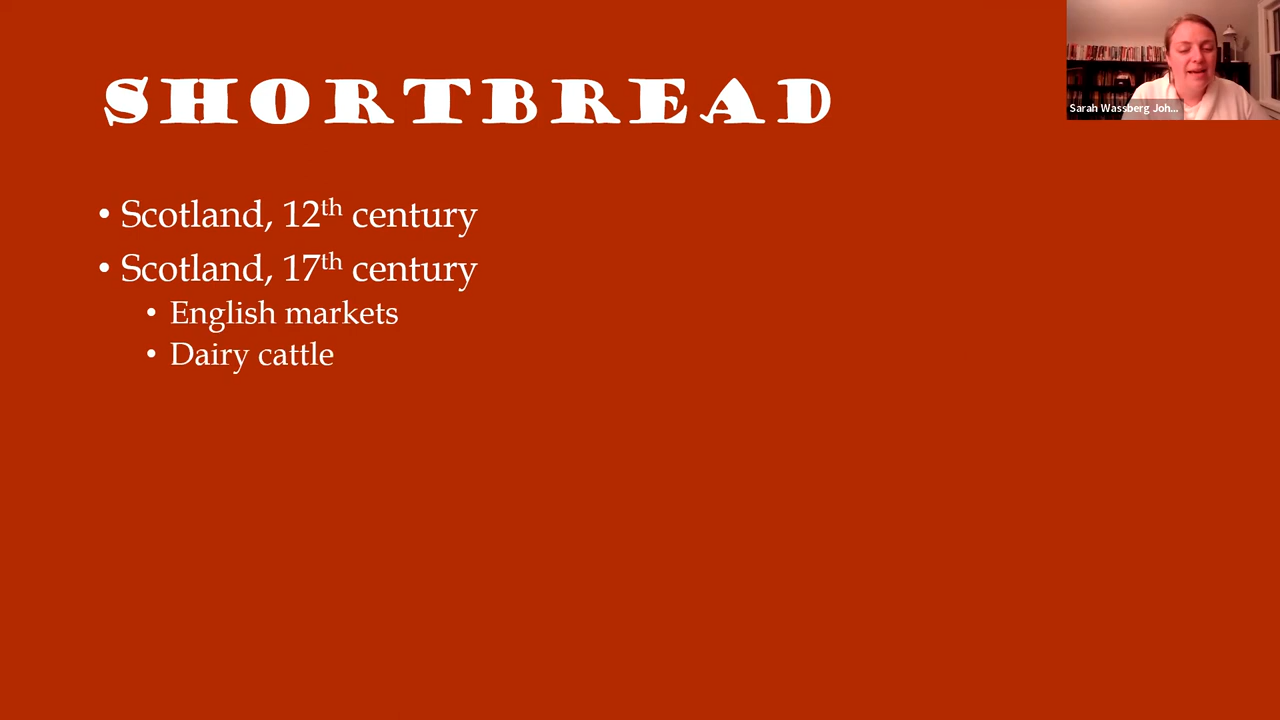 SHORTBREAD
Sarah Wassberg Joh...
• Scotland, 12th century
• Scotland, 17th century
• English markets
• Dairy cattle